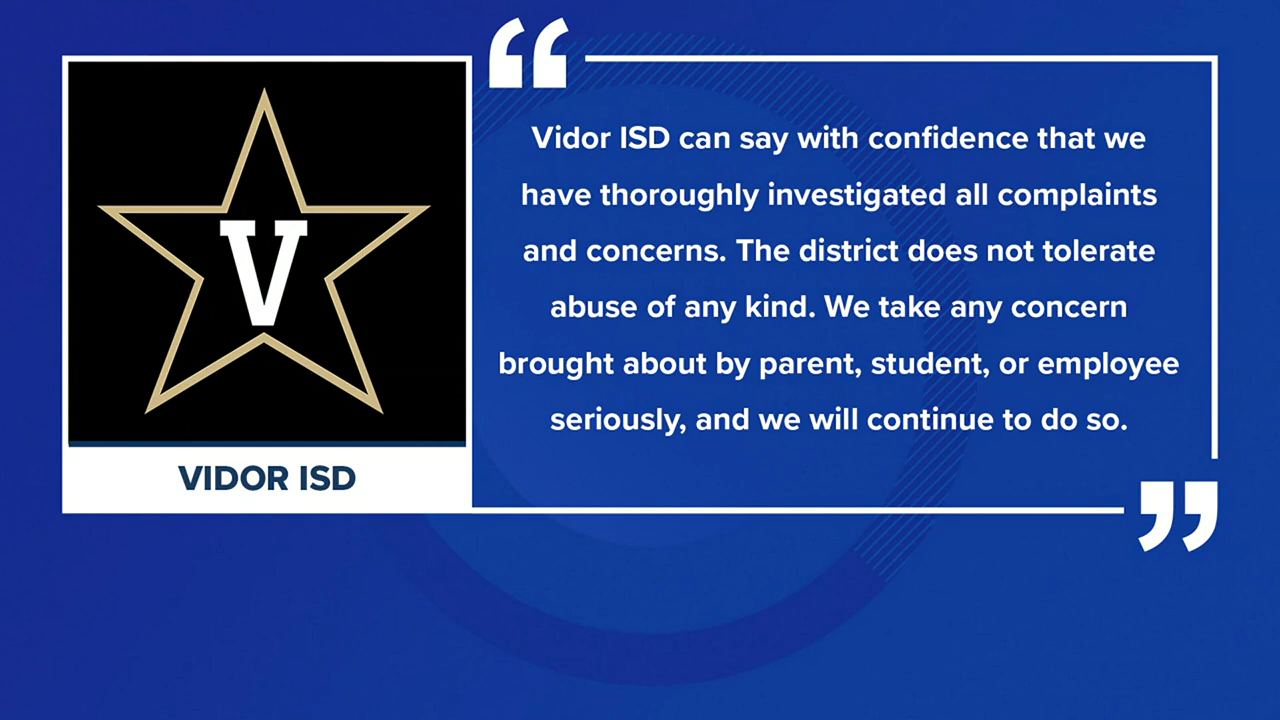 V
VIDOR ISD
“
Vidor ISD can say with confidence that we
have thoroughly investigated all complaints
and concerns. The district does not tolerate
abuse of any kind. We take any concern
brought about by parent, student, or employee
seriously, and we will continue to do so.
”